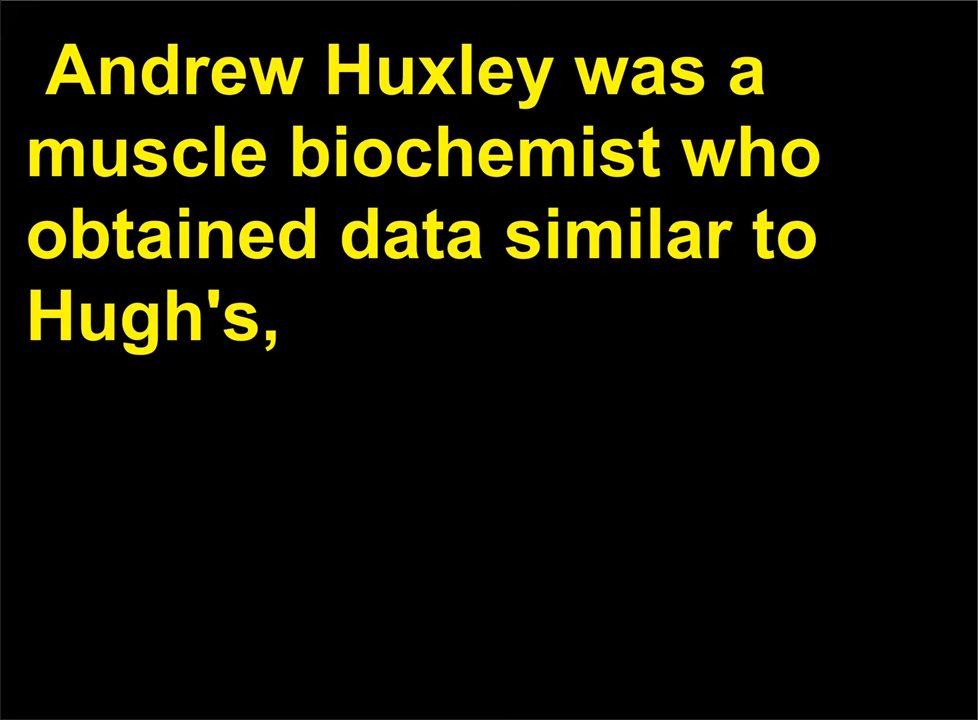 Andrew Huxley was a
muscle biochemist who
obtained data similar to
Hugh's,